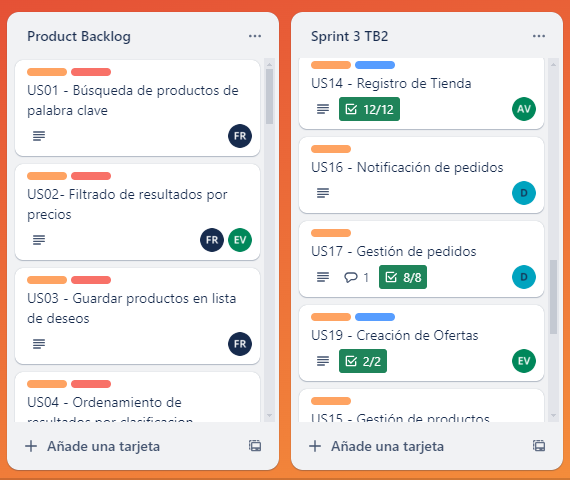 Product Backlog
US01 - Búsqueda de productos de
palabra clave
FR
US02- Filtrado de resultados por
precios
FR EV
US03 - Guardar productos en lista
de deseos
FR
US04 - Ordenamiento de
resultados por clasificacion
Añade una tarjeta
Sprint 3 TB2
US14 - Registro de Tienda
12/12 AV
US16 - Notificación de pedidos
D
US17 - Gestión de pedidos
1 8/8 D
US19 - Creación de Ofertas
2/2 EV
US15 - Gestión de productos
Añade una tarjeta